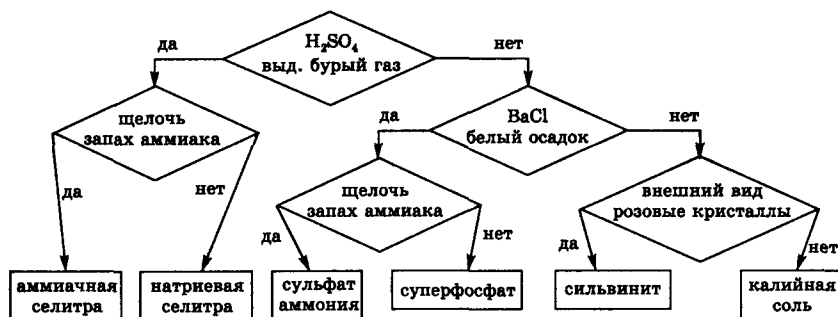 да
H₂SO₄
выд. бурый газ
нет
щелочь
запах аммиака
да
BaCl
белый осадок
нет
да
нет
щелочь
запах аммиака
внешний вид
розовые кристаллы
да
нет
да
нет
аммиачная
селитра
натриевая
селитра
сульфат
аммония
суперфосфат
сильвинит
калийная
соль